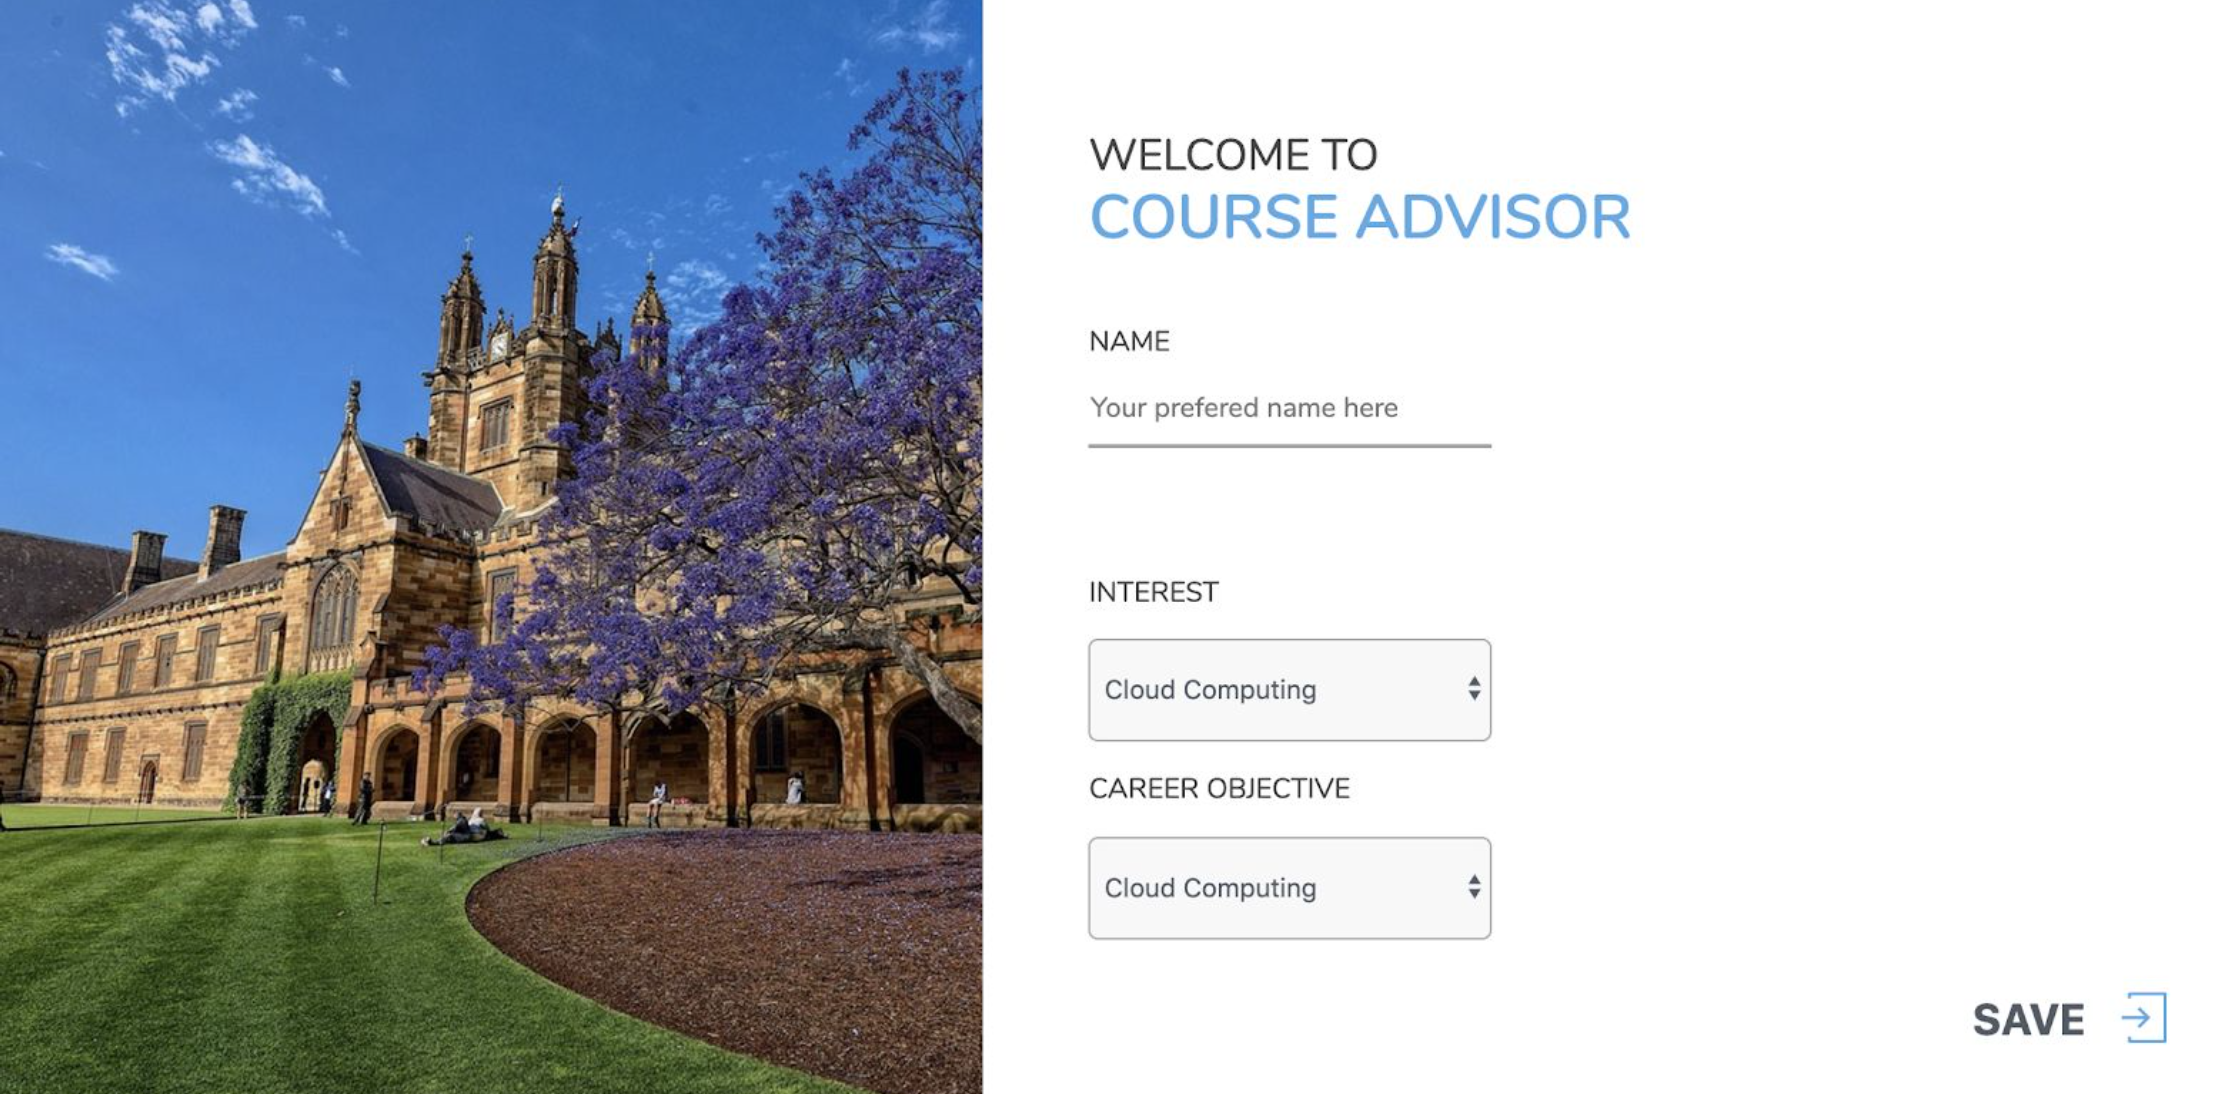 WELCOME TO
COURSE ADVISOR
NAME
Your prefered name here
INTEREST
Cloud Computing
CAREER OBJECTIVE
Cloud Computing
SAVE